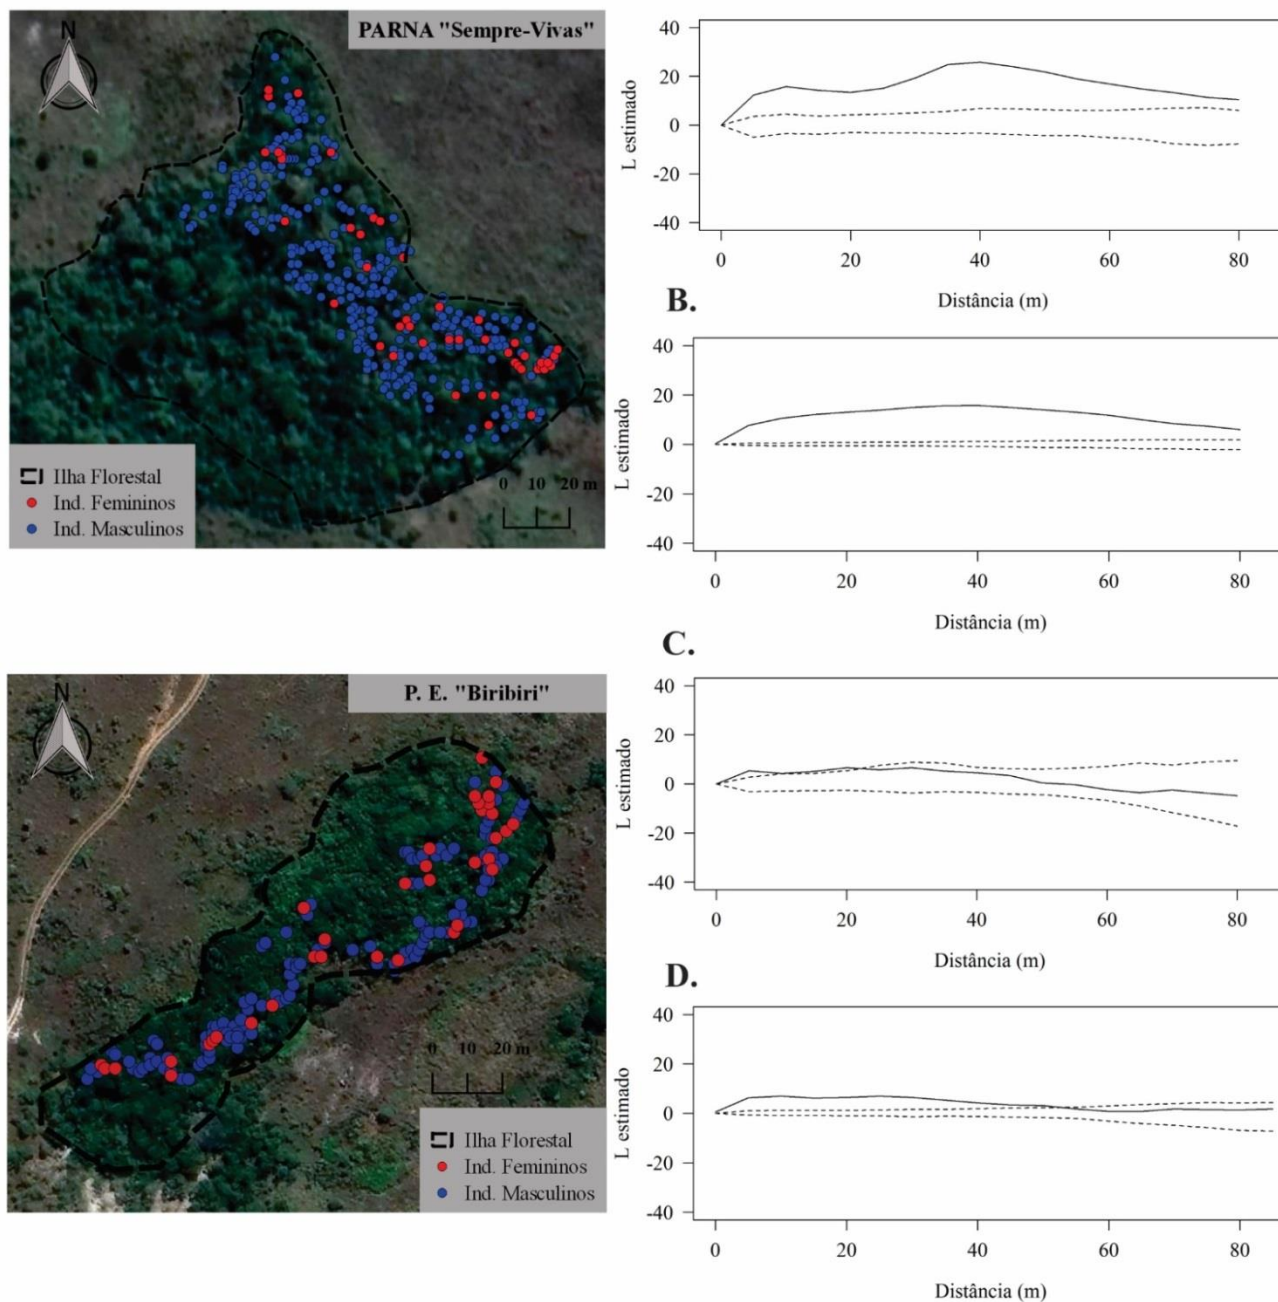 N
PARNA "Sempre-Vivas"
0 10 20 m
Ilha Florestal
Ind. Femininos
Ind. Masculinos
40
20
0
-20
-40
L estimado
0 20 40 60 80
Distância (m)
B.
40
20
0
-20
-40
L estimado
0 20 40 60 80
Distância (m)
C.
N
P. E. "Biribiri"
0 10 20 m
Ilha Florestal
Ind. Femininos
Ind. Masculinos
40
20
0
-20
-40
L estimado
0 20 40 60 80
Distância (m)
D.
40
20
0
-20
-40
L estimado
0 20 40 60 80
Distância (m)